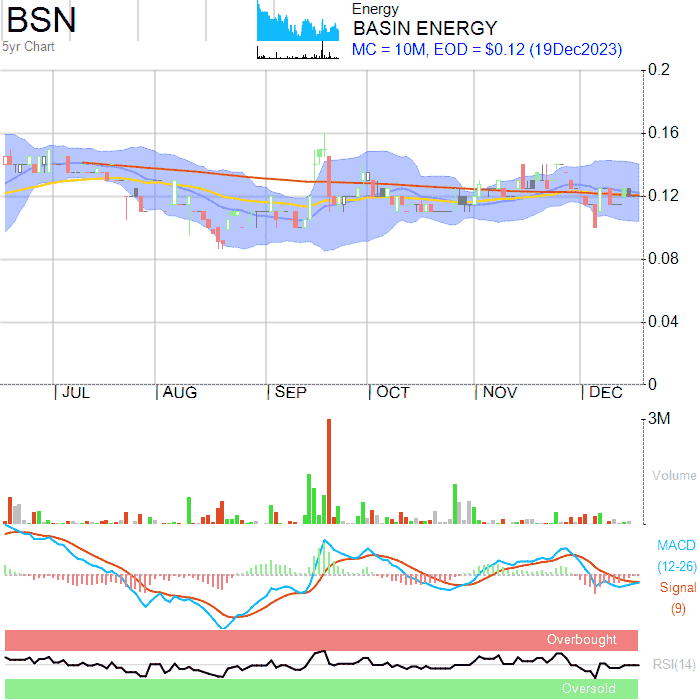 BSN
5yr Chart
Energy
BASIN ENERGY
MC = 10M, EOD = $0.12 (19Dec2023)
0.2
0.16
0.12
0.08
0.04
0
JUL AUG SEP OCT NOV DEC
3M
Volume
MACD
(12-26)
Signal
(9)
Overbought
RSI(14)
Oversold